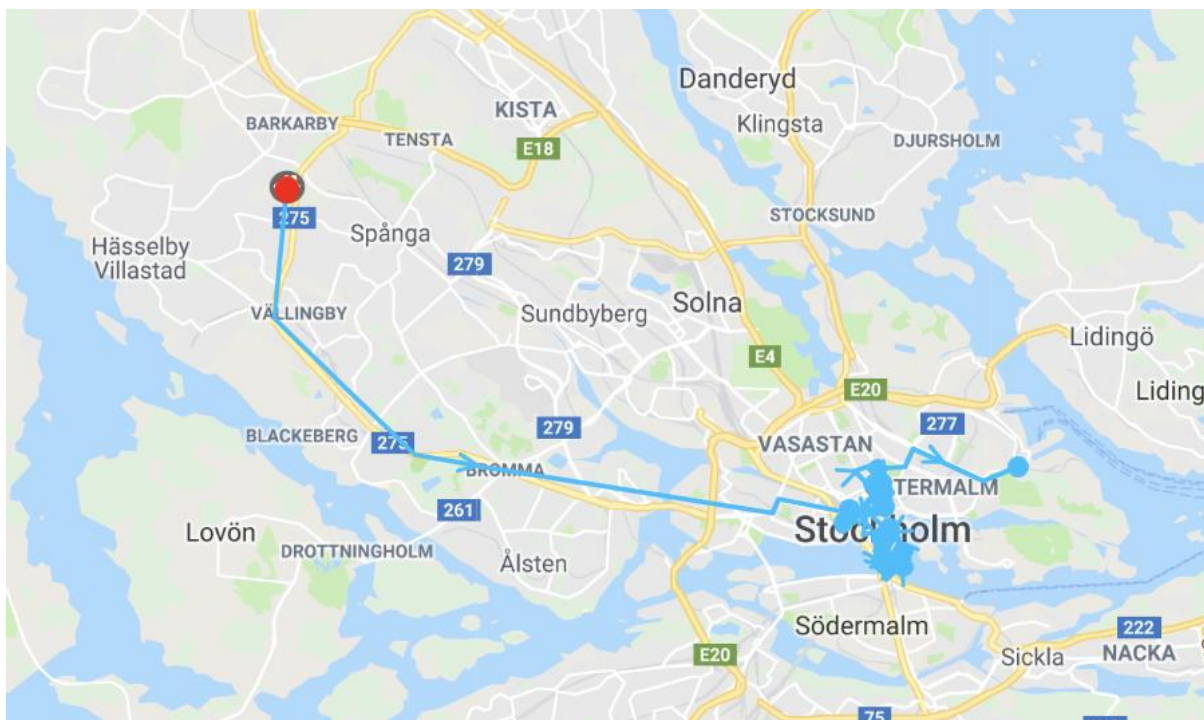 Danderyd
KISTA
BARKARBY
Klingsta
TENSTA
E18
DJURSHOLM
275
STOCKSUND
Spånga
Hässelby
Villastad
279
Solna
VÄLLINGBY
Sundbyberg
Lidingö
E4
E20
Liding
277
BLACKEBERG
275
279
VASASTAN
BROMMA
TERMALM
261
Stockholm
Lovön
DROTTNINGHOLM
Ålsten
Södermalm
222
E20
Sickla
NACKA
75